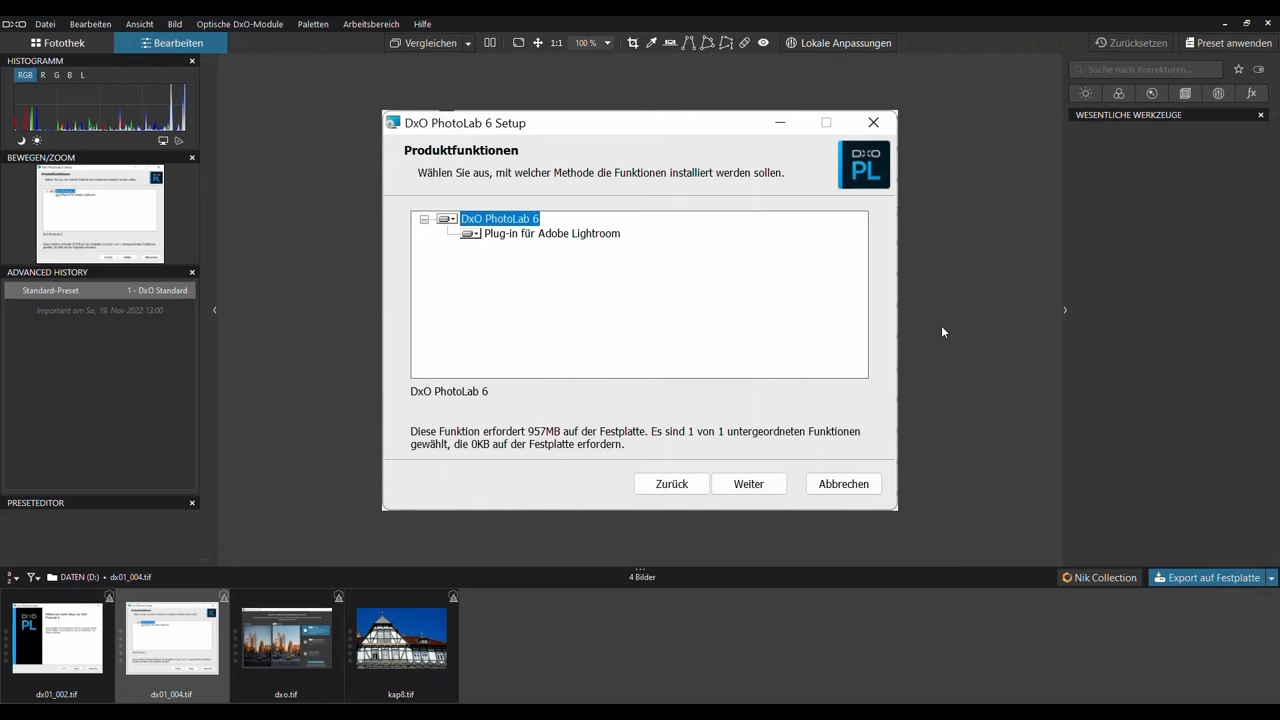 DXO Datei Bearbeiten Ansicht Bild Optische DxO-Module Paletten Arbeitsbereich Hilfe
Fotothek Bearbeiten Vergleichen 1:1 100 % Lokale Anpassungen Zurücksetzen Preset anwenden
HISTOGRAMM
RGB R G B L
Suche nach Korrekturen...
fx
WESENTLICHE WERKZEUGE
BEWEGEN/ZOOM
ADVANCED HISTORY
Standard-Preset 1 - DxO Standard
Importiert am Sa, 19. Nov 2022 13:00
PRESETEDITOR
DxO PhotoLab 6 Setup
Produktfunktionen
Wählen Sie aus, mit welcher Methode die Funktionen installiert werden sollen.
DXO
PL
DxO PhotoLab 6
Plug-in für Adobe Lightroom
DxO PhotoLab 6
Diese Funktion erfordert 957MB auf der Festplatte. Es sind 1 von 1 untergeordneten Funktionen
gewählt, die 0KB auf der Festplatte erfordern.
Zurück Weiter Abbrechen
DATEN (D:) • dx01_004.tif 4 Bilder Nik Collection Export auf Festplatte
DXO
PL
dx01_002.tif dx01_004.tif dxo.tif kap8.tif